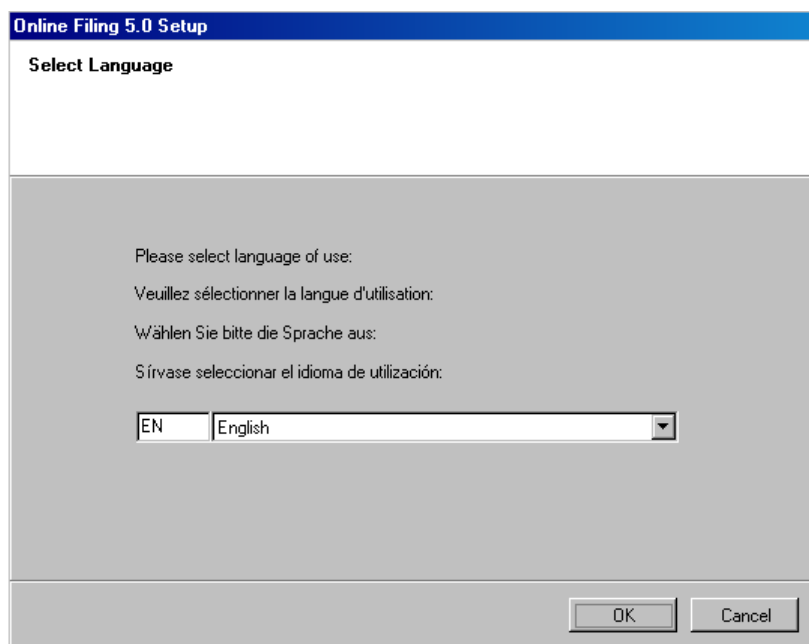 Online Filing 5.0 Setup
Select Language
Please select language of use:
Veuillez sélectionner la langue d'utilisation:
Wählen Sie bitte die Sprache aus:
Sírvase seleccionar el idioma de utilización:
EN English
OK Cancel